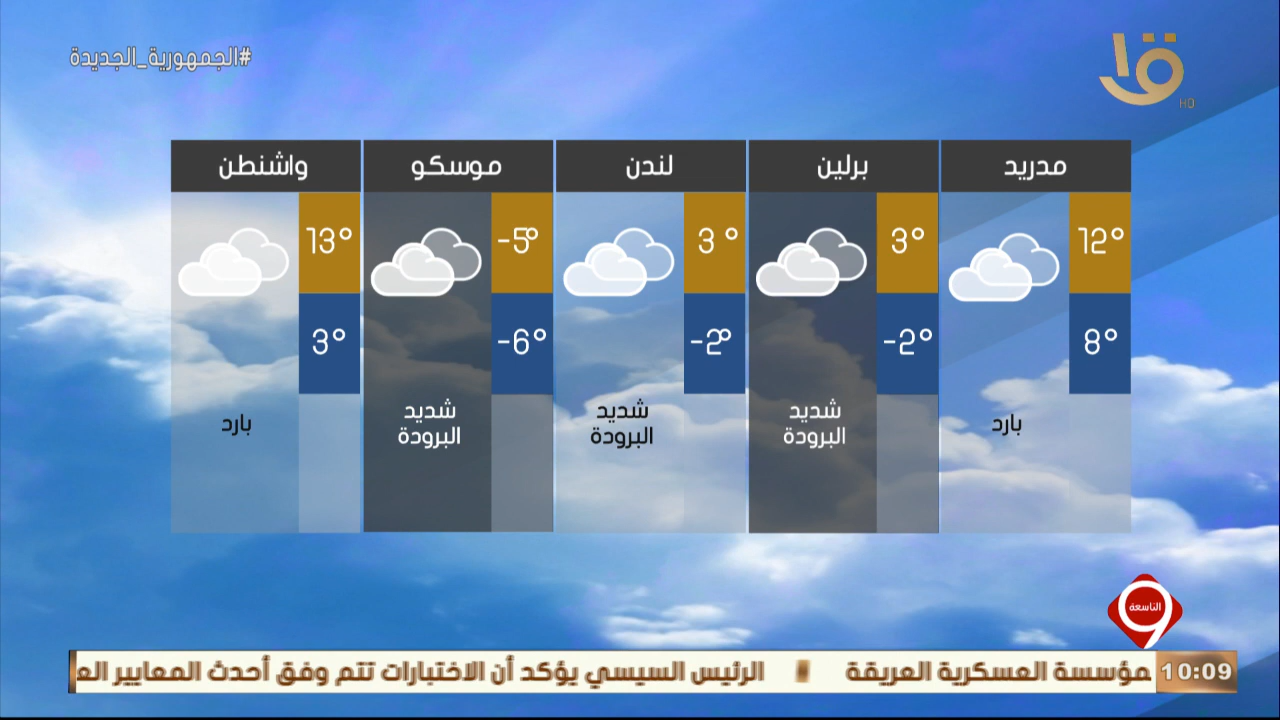 #الجمهورية_الجديدة
ق1
HD
مدريد
12°
8°
بارد
برلين
3°
-2°
شديد
البرودة
لندن
3°
-2°
شديد
البرودة
موسكو
-5°
-6°
شديد
البرودة
واشنطن
13°
3°
بارد
التاسعة
9
10:09
مؤسسة العسكرية العريقة
الرئيس السيسي يؤكد أن الاختبارات تتم وفق أحدث المعايير الع